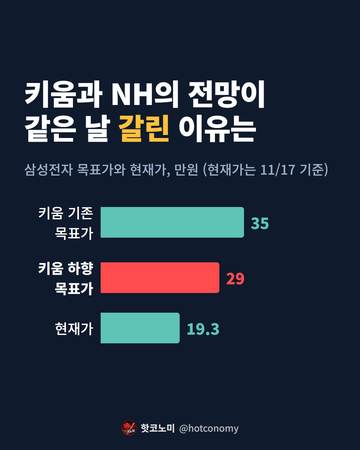 키움과 NH의 전망이
같은 날 갈린 이유는
삼성전자 목표가와 현재가, 만원 (현재가는 11/17 기준)
키움 기존
목표가
35
키움 하향
목표가
29
현재가
19.3
핫코노미 @hotconomy